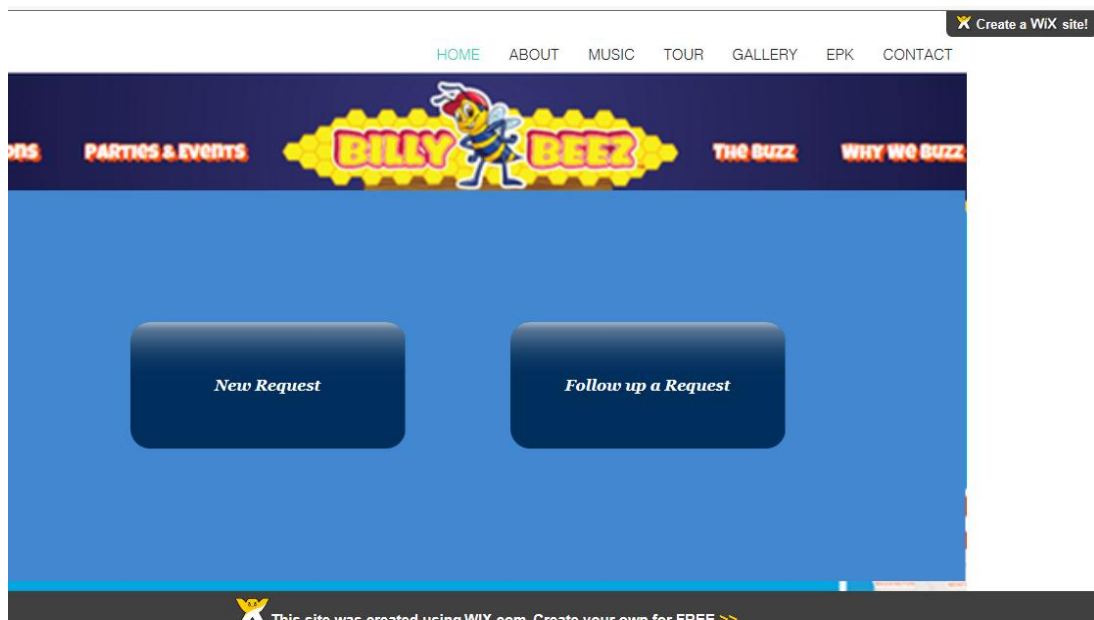 Create a WiX site!
HOME ABOUT MUSIC TOUR GALLERY EPK CONTACT
PARTIES & EVENTS BILLY BEEZ THE BUZZ WHY WE BUZZ
New Request Follow up a Request
This site was created using WIX.com. Create your own for FREE >>